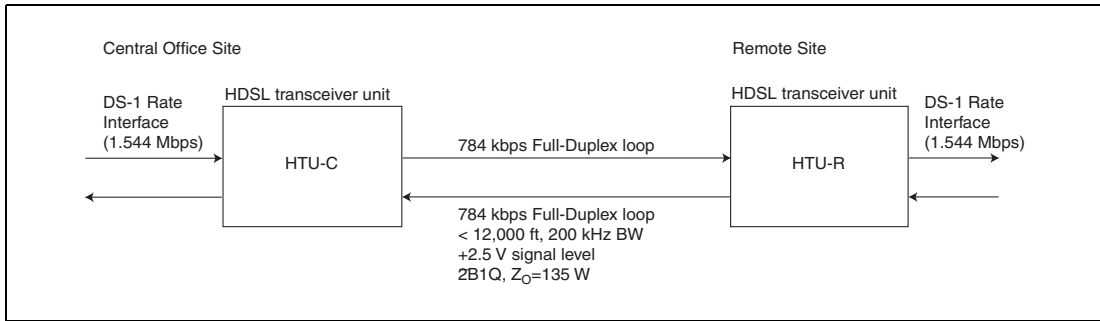 Central Office Site
Remote Site
HDSL transceiver unit
HDSL transceiver unit
DS-1 Rate
Interface
(1.544 Mbps)
DS-1 Rate
Interface
(1.544 Mbps)
HTU-C
784 kbps Full-Duplex loop
HTU-R
784 kbps Full-Duplex loop
< 12,000 ft, 200 kHz BW
+2.5 V signal level
2B1Q, ZO=135 W